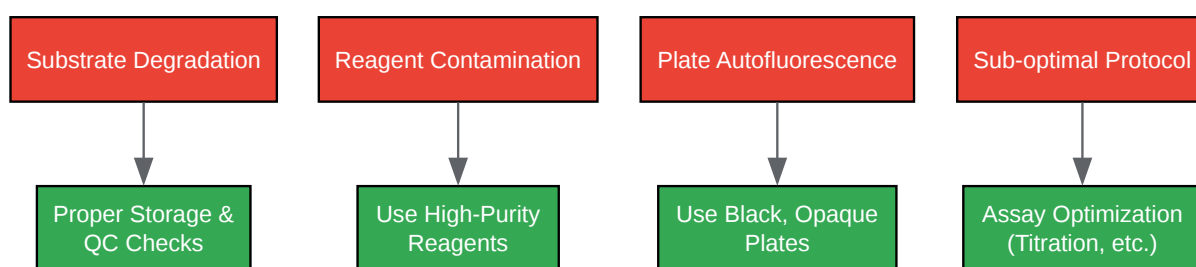 Substrate Degradation
Reagent Contamination
Plate Autofluorescence
Sub-optimal Protocol
Proper Storage &
QC Checks
Use High-Purity
Reagents
Use Black, Opaque
Plates
Assay Optimization
(Titration, etc.)